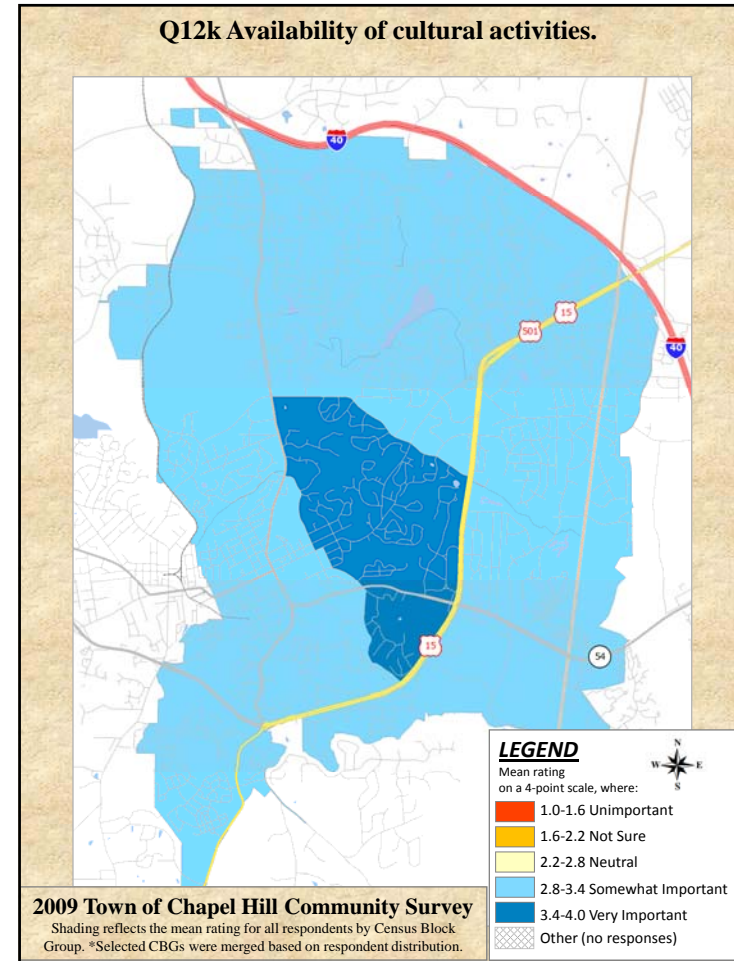 Q12k Availability of cultural activities.
40
15
501
40
15
54
LEGEND
Mean rating
on a 4-point scale, where:
N
W E
S
1.0-1.6 Unimportant
1.6-2.2 Not Sure
2.2-2.8 Neutral
2.8-3.4 Somewhat Important
3.4-4.0 Very Important
Other (no responses)
2009 Town of Chapel Hill Community Survey
Shading reflects the mean rating for all respondents by Census Block
Group. *Selected CBGs were merged based on respondent distribution.